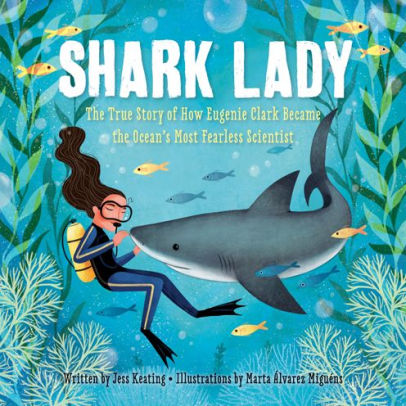 SHARK LADY
The True Story of How Eugenie Clark Became
the Ocean's Most Fearless Scientist
Written by Jess Keating • Illustrations by Marta Álvarez Miguéns